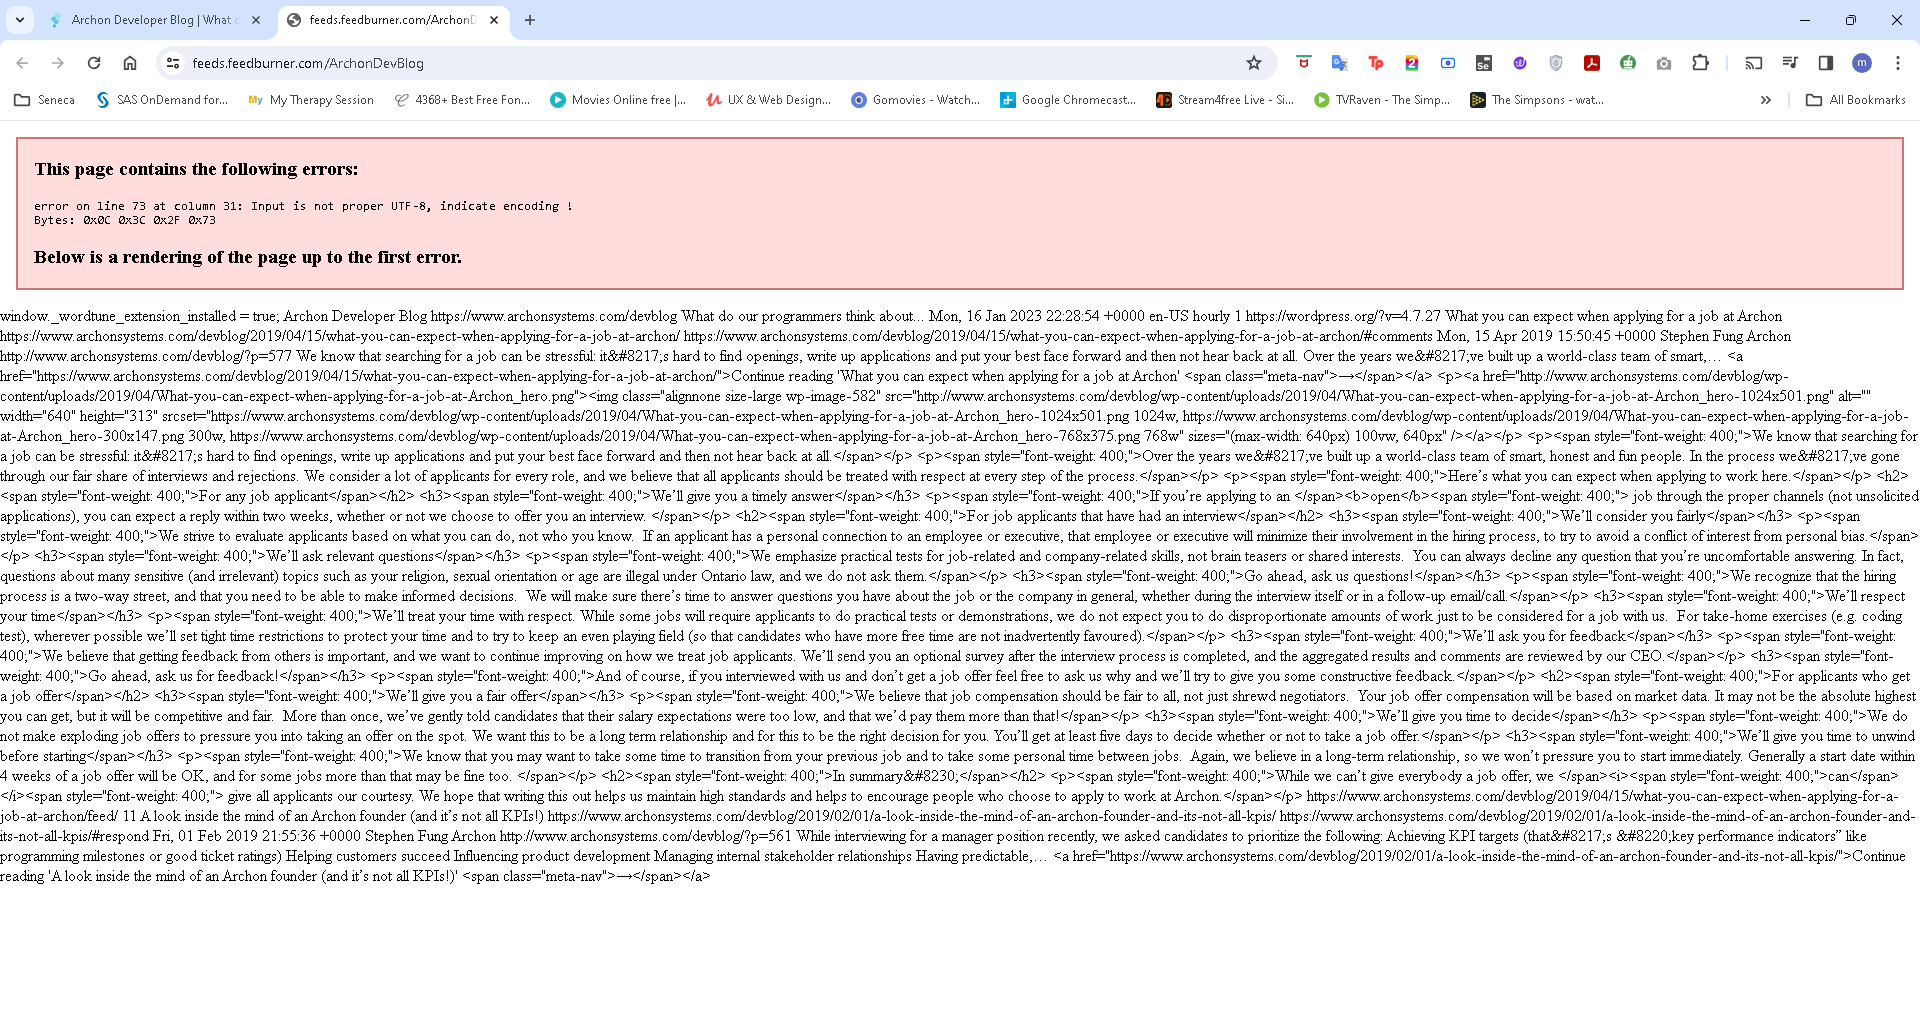 Archon Developer Blog | What
feeds.feedburner.com/ArchonD
feeds.feedburner.com/ArchonDevBlog
Seneca
SAS OnDemand for...
My Therapy Session
4368+ Best Free Fon...
Movies Online free |...
UX & Web Design...
Gomovies - Watch...
Google Chromecast...
Stream4free Live - Si...
TVRaven - The Simp...
The Simpsons - wat...
All Bookmarks
This page contains the following errors:
error on line 73 at column 31: Input is not proper UTF-8, indicate encoding !
Bytes: 0x0C 0x3C 0x2F 0x73
Below is a rendering of the page up to the first error.
window._wordtune_extension_installed = true; Archon Developer Blog https://www.archonsystems.com/devblog What do our programmers think about... Mon, 16 Jan 2023 22:28:54 +0000 en-US hourly 1 https://wordpress.org/?v=4.7.27 What you can expect when applying for a job at Archon
https://www.archonsystems.com/devblog/2019/04/15/what-you-can-expect-when-applying-for-a-job-at-archon/ https://www.archonsystems.com/devblog/2019/04/15/what-you-can-expect-when-applying-for-a-job-at-archon/#comments Mon, 15 Apr 2019 15:50:45 +0000 Stephen Fung Archon
http://www.archonsystems.com/devblog/?p=577 We know that searching for a job can be stressful: it&#8217;s hard to find openings, write up applications and put your best face forward and then not hear back at all. Over the years we&#8217;ve built up a world-class team of smart,… <a
href="https://www.archonsystems.com/devblog/2019/04/15/what-you-can-expect-when-applying-for-a-job-at-archon/">Continue reading 'What you can expect when applying for a job at Archon' <span class="meta-nav">→</span></a> <p><a href="http://www.archonsystems.com/devblog/wp-
content/uploads/2019/04/What-you-can-expect-when-applying-for-a-job-at-Archon_hero.png"><img class="alignnone size-large wp-image-582" src="http://www.archonsystems.com/devblog/wp-content/uploads/2019/04/What-you-can-expect-when-applying-for-a-job-at-Archon_hero-1024x501.png" alt=""
width="640" height="313" srcset="https://www.archonsystems.com/devblog/wp-content/uploads/2019/04/What-you-can-expect-when-applying-for-a-job-at-Archon_hero-1024x501.png 1024w, https://www.archonsystems.com/devblog/wp-content/uploads/2019/04/What-you-can-expect-when-applying-for-a-job-
at-Archon_hero-300x147.png 300w, https://www.archonsystems.com/devblog/wp-content/uploads/2019/04/What-you-can-expect-when-applying-for-a-job-at-Archon_hero-768x375.png 768w" sizes="(max-width: 640px) 100vw, 640px" /></a></p> <p><span style="font-weight: 400;">We know that searching for
a job can be stressful: it&#8217;s hard to find openings, write up applications and put your best face forward and then not hear back at all.</span></p> <p><span style="font-weight: 400;">Over the years we&#8217;ve built up a world-class team of smart, honest and fun people. In the process we&#8217;ve gone
through our fair share of interviews and rejections. We consider a lot of applicants for every role, and we believe that all applicants should be treated with respect at every step of the process.</span></p> <p><span style="font-weight: 400;">Here’s what you can expect when applying to work here.</span></p> <h2>
<span style="font-weight: 400;">For any job applicant</span></h2> <h3><span style="font-weight: 400;">We’ll give you a timely answer</span></h3> <p><span style="font-weight: 400;">If you’re applying to an </span><b>open</b><span style="font-weight: 400;"> job through the proper channels (not unsolicited
applications), you can expect a reply within two weeks, whether or not we choose to offer you an interview. </span></p> <h2><span style="font-weight: 400;">For job applicants that have had an interview</span></h2> <h3><span style="font-weight: 400;">We’ll consider you fairly</span></h3> <p><span
style="font-weight: 400;">We strive to evaluate applicants based on what you can do, not who you know.  If an applicant has a personal connection to an employee or executive, that employee or executive will minimize their involvement in the hiring process, to try to avoid a conflict of interest from personal bias.</span>
</p> <h3><span style="font-weight: 400;">We’ll ask relevant questions</span></h3> <p><span style="font-weight: 400;">We emphasize practical tests for job-related and company-related skills, not brain teasers or shared interests.  You can always decline any question that you’re uncomfortable answering. In fact,
questions about many sensitive (and irrelevant) topics such as your religion, sexual orientation or age are illegal under Ontario law, and we do not ask them.</span></p> <h3><span style="font-weight: 400;">Go ahead, ask us questions!</span></h3> <p><span style="font-weight: 400;">We recognize that the hiring
process is a two-way street, and that you need to be able to make informed decisions.  We will make sure there’s time to answer questions you have about the job or the company in general, whether during the interview itself or in a follow-up email/call.</span></p> <h3><span style="font-weight: 400;">We’ll respect
your time</span></h3> <p><span style="font-weight: 400;">We’ll treat your time with respect. While some jobs will require applicants to do practical tests or demonstrations, we do not expect you to do disproportionate amounts of work just to be considered for a job with us.  For take-home exercises (e.g. coding
test), wherever possible we’ll set tight time restrictions to protect your time and to try to keep an even playing field (so that candidates who have more free time are not inadvertently favoured).</span></p> <h3><span style="font-weight: 400;">We’ll ask you for feedback</span></h3> <p><span style="font-weight:
400;">We believe that getting feedback from others is important, and we want to continue improving on how we treat job applicants. We’ll send you an optional survey after the interview process is completed, and the aggregated results and comments are reviewed by our CEO.</span></p> <h3><span style="font-
weight: 400;">Go ahead, ask us for feedback!</span></h3> <p><span style="font-weight: 400;">And of course, if you interviewed with us and don’t get a job offer feel free to ask us why and we’ll try to give you some constructive feedback.</span></p> <h2><span style="font-weight: 400;">For applicants who get
a job offer</span></h2> <h3><span style="font-weight: 400;">We’ll give you a fair offer</span></h3> <p><span style="font-weight: 400;">We believe that job compensation should be fair to all, not just shrewd negotiators.  Your job offer compensation will be based on market data. It may not be the absolute highest
you can get, but it will be competitive and fair.  More than once, we’ve gently told candidates that their salary expectations were too low, and that we’d pay them more than that!</span></p> <h3><span style="font-weight: 400;">We’ll give you time to decide</span></h3> <p><span style="font-weight: 400;">We do
not make exploding job offers to pressure you into taking an offer on the spot. We want this to be a long term relationship and for this to be the right decision for you. You’ll get at least five days to decide whether or not to take a job offer.</span></p> <h3><span style="font-weight: 400;">We’ll give you time to unwind
before starting</span></h3> <p><span style="font-weight: 400;">We know that you may want to take some time to transition from your previous job and to take some personal time between jobs.  Again, we believe in a long-term relationship, so we won’t pressure you to start immediately. Generally a start date within
4 weeks of a job offer will be OK, and for some jobs more than that may be fine too. </span></p> <h2><span style="font-weight: 400;">In summary&#8230;</span></h2> <p><span style="font-weight: 400;">While we can’t give everybody a job offer, we </span><i><span style="font-weight: 400;">can</span>
</i><span style="font-weight: 400;"> give all applicants our courtesy. We hope that writing this out helps us maintain high standards and helps to encourage people who choose to apply to work at Archon.</span></p> https://www.archonsystems.com/devblog/2019/04/15/what-you-can-expect-when-applying-for-a-
job-at-archon/feed/ 11 A look inside the mind of an Archon founder (and it’s not all KPIs!) https://www.archonsystems.com/devblog/2019/02/01/a-look-inside-the-mind-of-an-archon-founder-and-its-not-all-kpis/ https://www.archonsystems.com/devblog/2019/02/01/a-look-inside-the-mind-of-an-archon-founder-and-
its-not-all-kpis/#respond Fri, 01 Feb 2019 21:55:36 +0000 Stephen Fung Archon http://www.archonsystems.com/devblog/?p=561 While interviewing for a manager position recently, we asked candidates to prioritize the following: Achieving KPI targets (that&#8217;s &#8220;key performance indicators” like
programming milestones or good ticket ratings) Helping customers succeed Influencing product development Managing internal stakeholder relationships Having predictable,… <a href="https://www.archonsystems.com/devblog/2019/02/01/a-look-inside-the-mind-of-an-archon-founder-and-its-not-all-kpis/">Continue
reading 'A look inside the mind of an Archon founder (and it’s not all KPIs!)' <span class="meta-nav">→</span></a>